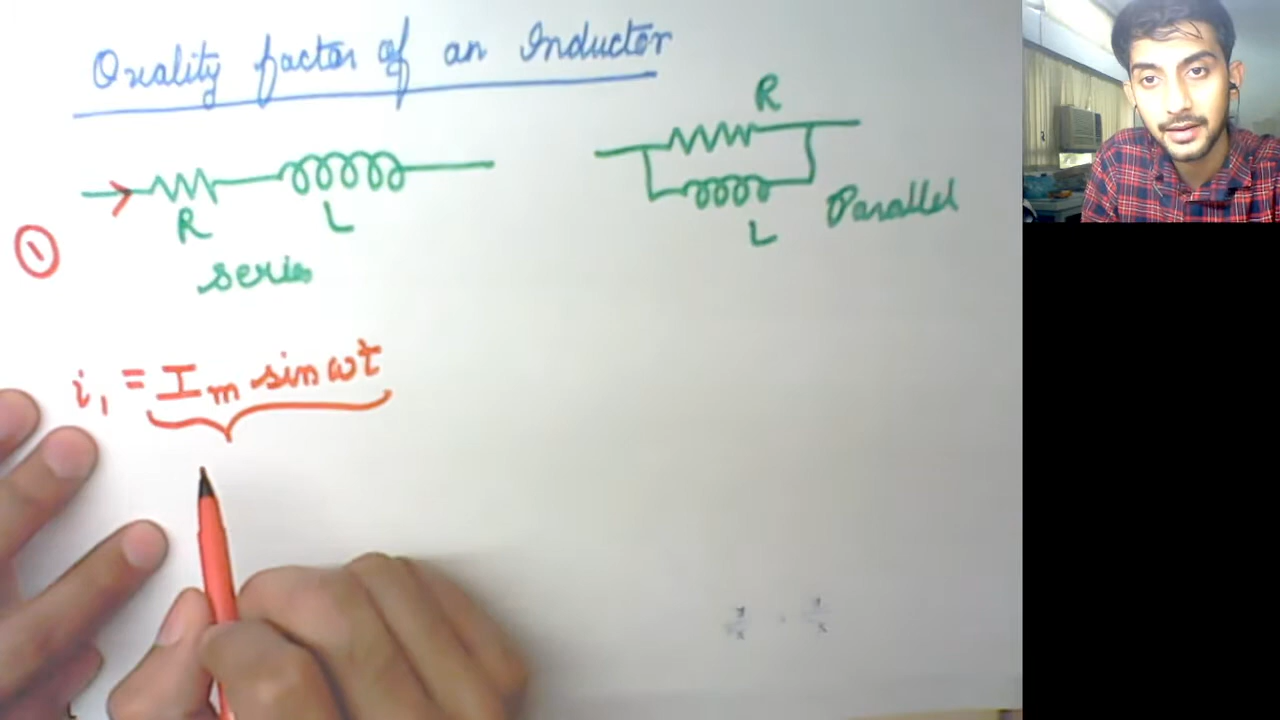 Quality factor of an Inductor
R
R L
L Parallel
1
series
i₁ = Iₘ sin ωt